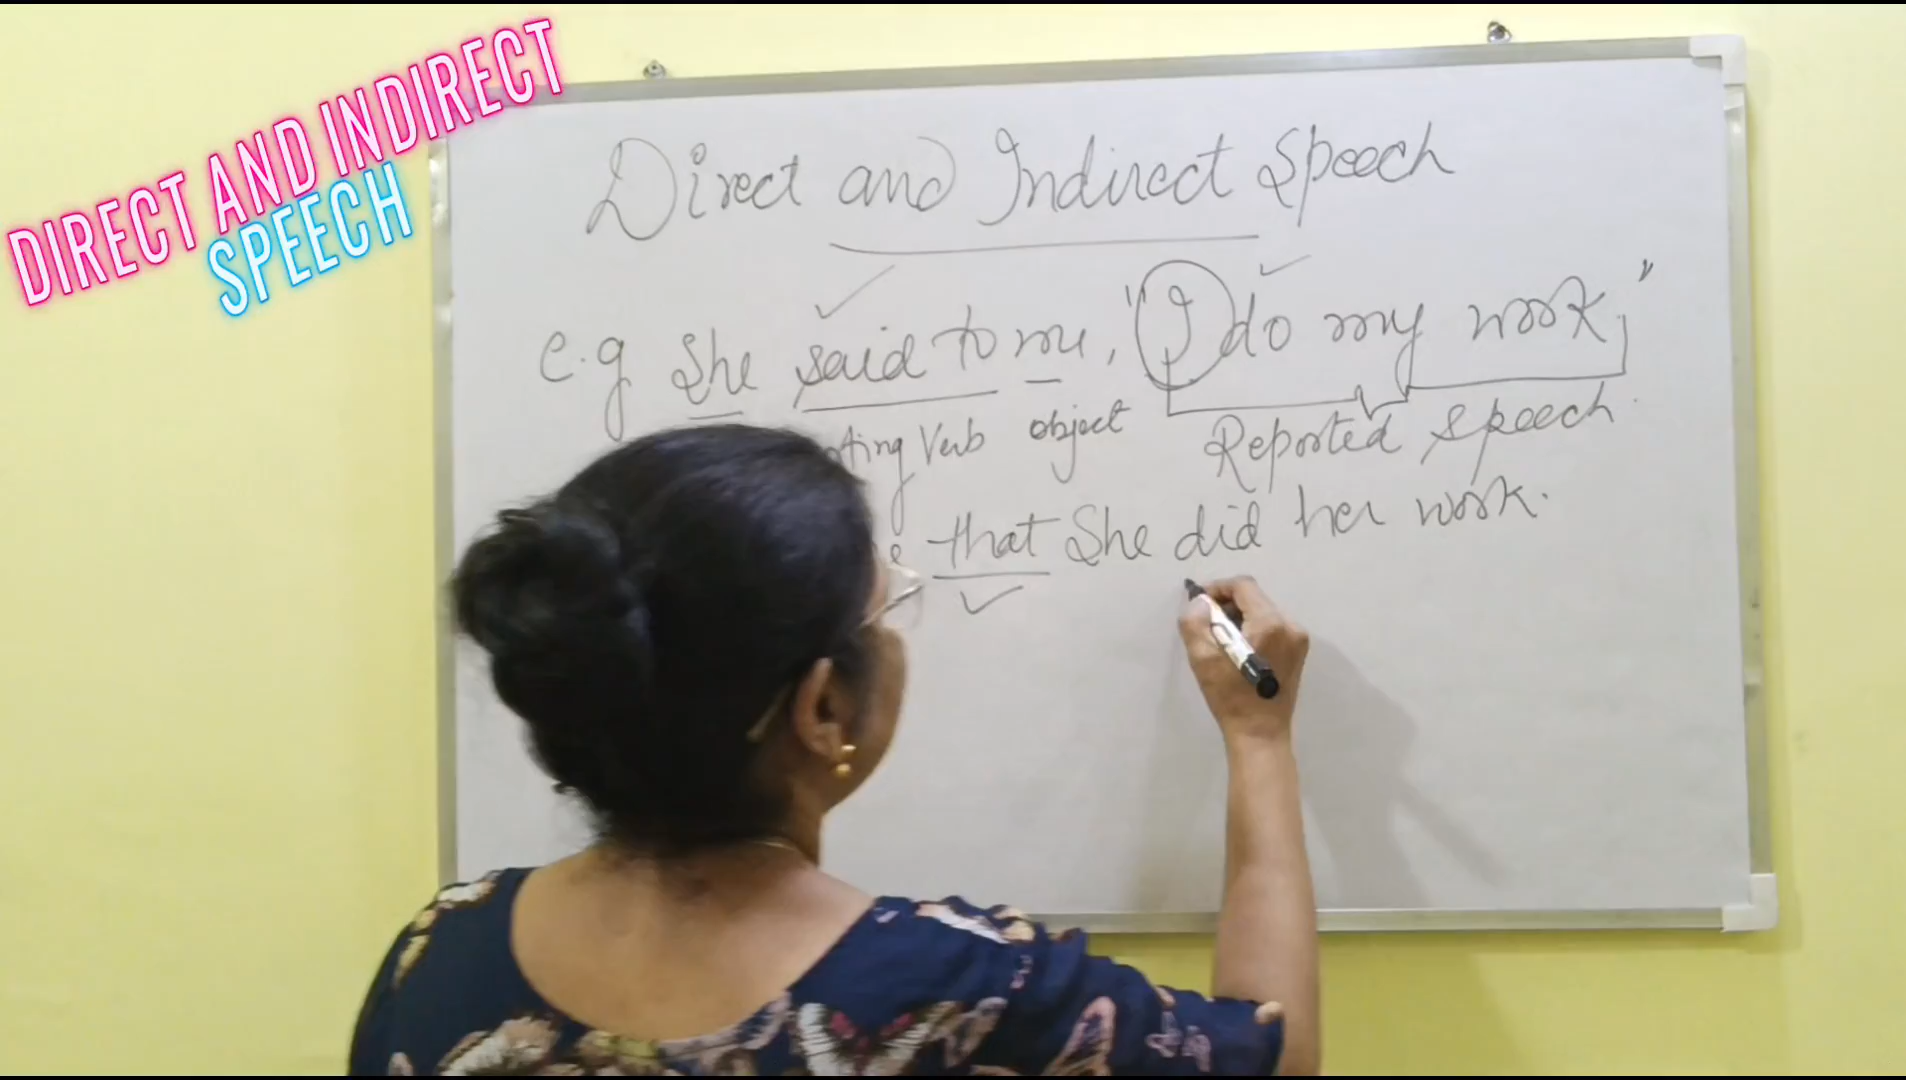 DIRECT AND INDIRECT
SPEECH
Direct and Indirect Speech
e.g She said to me, "I do my work,"
Verb object Reported speech.
that She did her work.